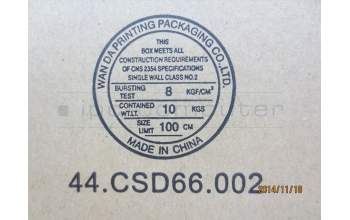 WAN DA PRINTING PACKAGING CO.,LTD.
THIS
BOX MEETS ALL
CONSTRUCTION REQUIREMENTS
OF CNS 2354 SPECIFICATIONS
SINGLE WALL CLASS NO.2
BURSTING TEST 8 KGF/CM²
CONTAINED WT.LT. 10 KGS
SIZE LIMIT 100 CM
MADE IN CHINA
44.CSD66.002
2014/11/18